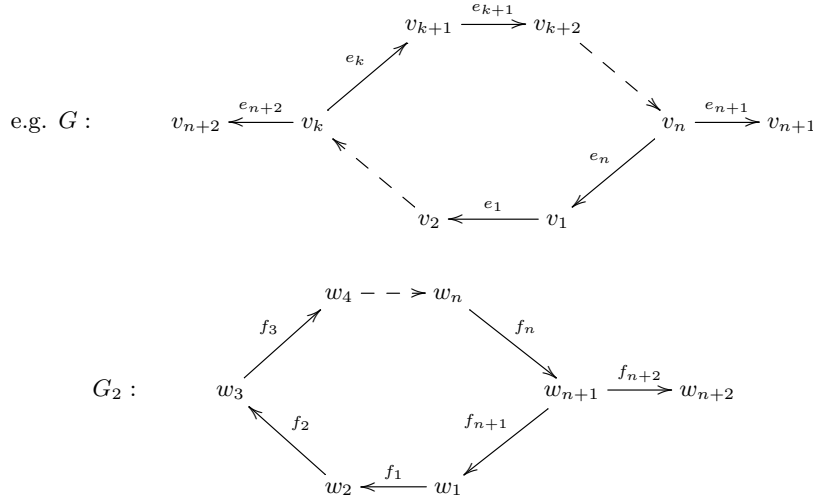 v_{k+1} e_{k+1} v_{k+2}
e_k
e.g. G : v_{n+2} e_{n+2} v_k v_n e_{n+1} v_{n+1}
e_n
v_2 e_1 v_1
w_4 w_n
f_3 f_n
G_2 : w_3 w_{n+1} f_{n+2} w_{n+2}
f_2 f_{n+1}
w_2 f_1 w_1